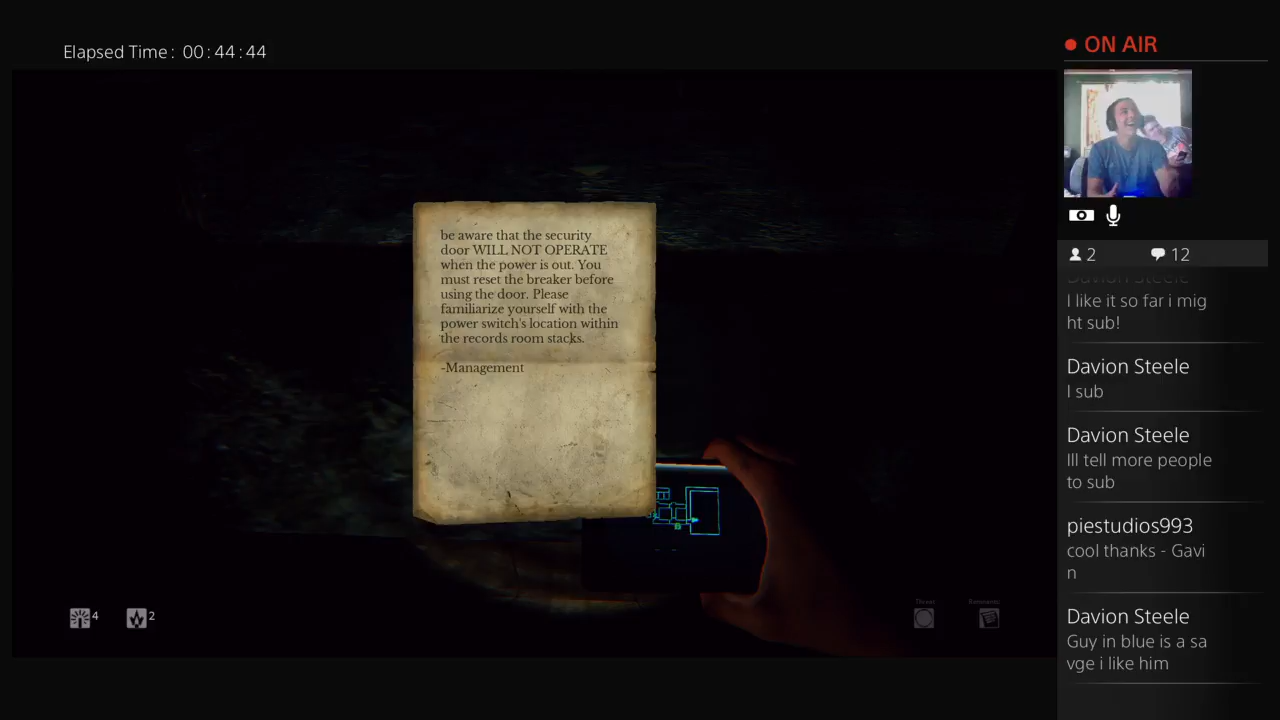 Elapsed Time: 00:44:44
ON AIR
be aware that the security
door WILL NOT OPERATE
when the power is out. You
must reset the breaker before
using the door. Please
familiarize yourself with the
power switch's location within
the records room stacks.
-Management
4
2
Throw
Remnants
2
12
Davion Steele
I like it so far i mig
ht sub!
Davion Steele
I sub
Davion Steele
Ill tell more people
to sub
piestudios993
cool thanks - Gavi
n
Davion Steele
Guy in blue is a sa
vge i like him